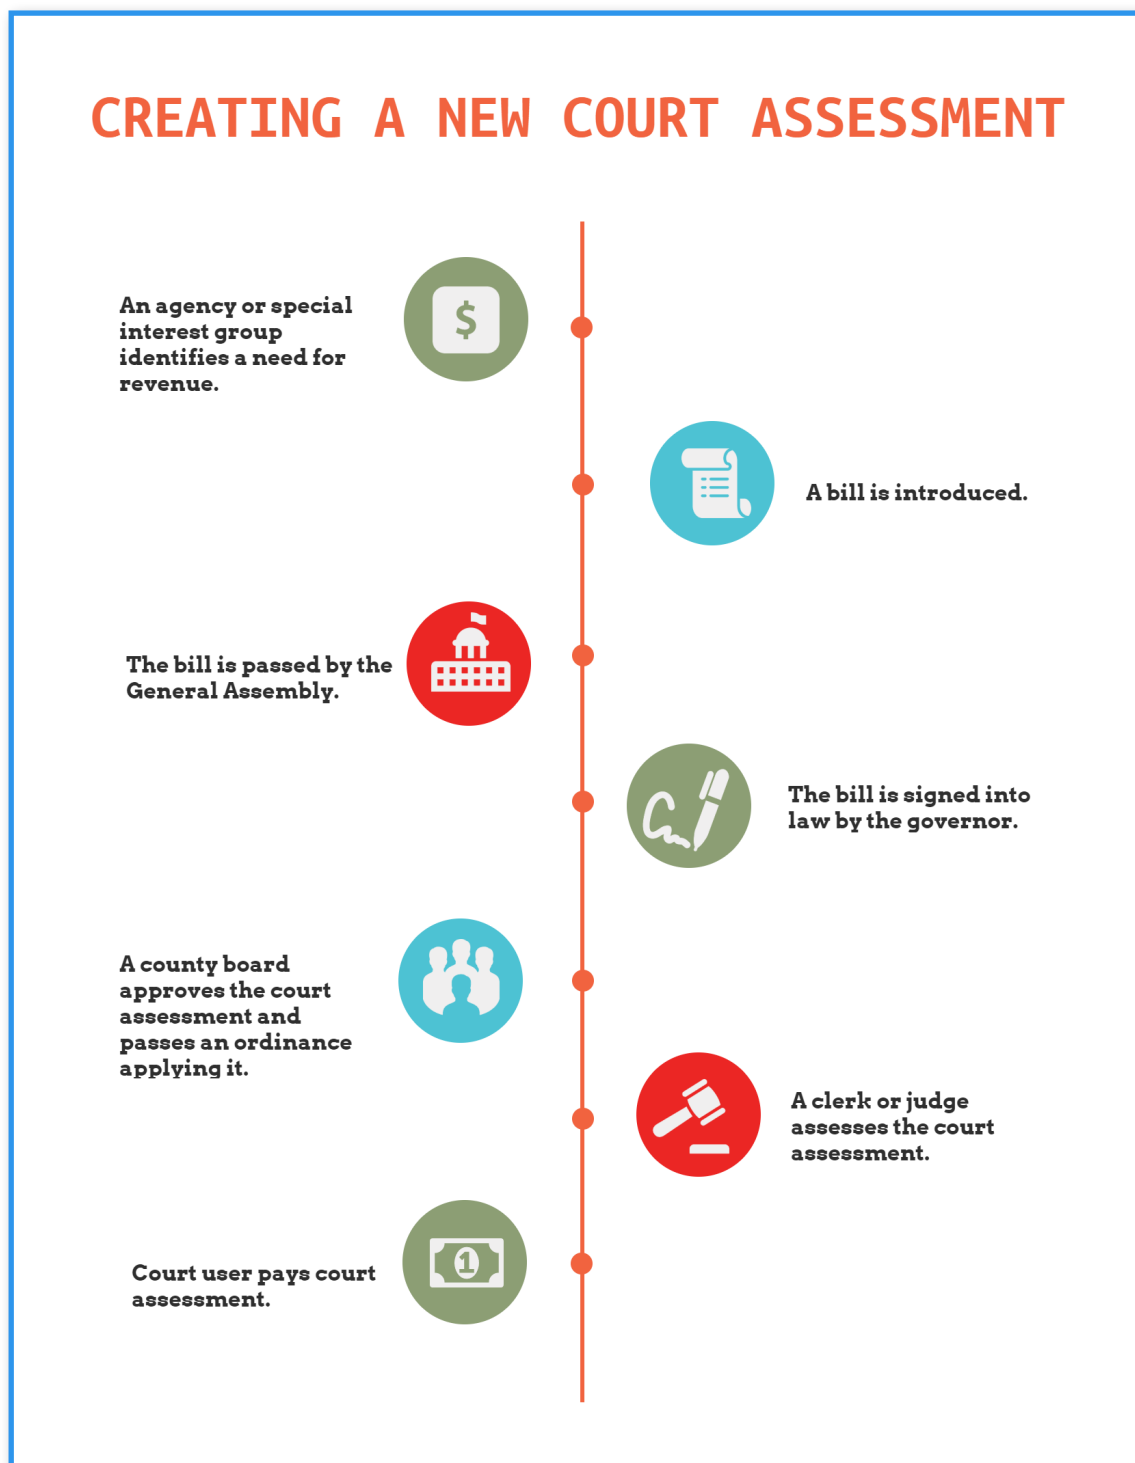 CREATING A NEW COURT ASSESSMENT
An agency or special
interest group
identifies a need for
revenue.
$
A bill is introduced.
The bill is passed by the
General Assembly.
The bill is signed into
law by the governor.
A county board
approves the court
assessment and
passes an ordinance
applying it.
A clerk or judge
assesses the court
assessment.
Court user pays court
assessment.
1